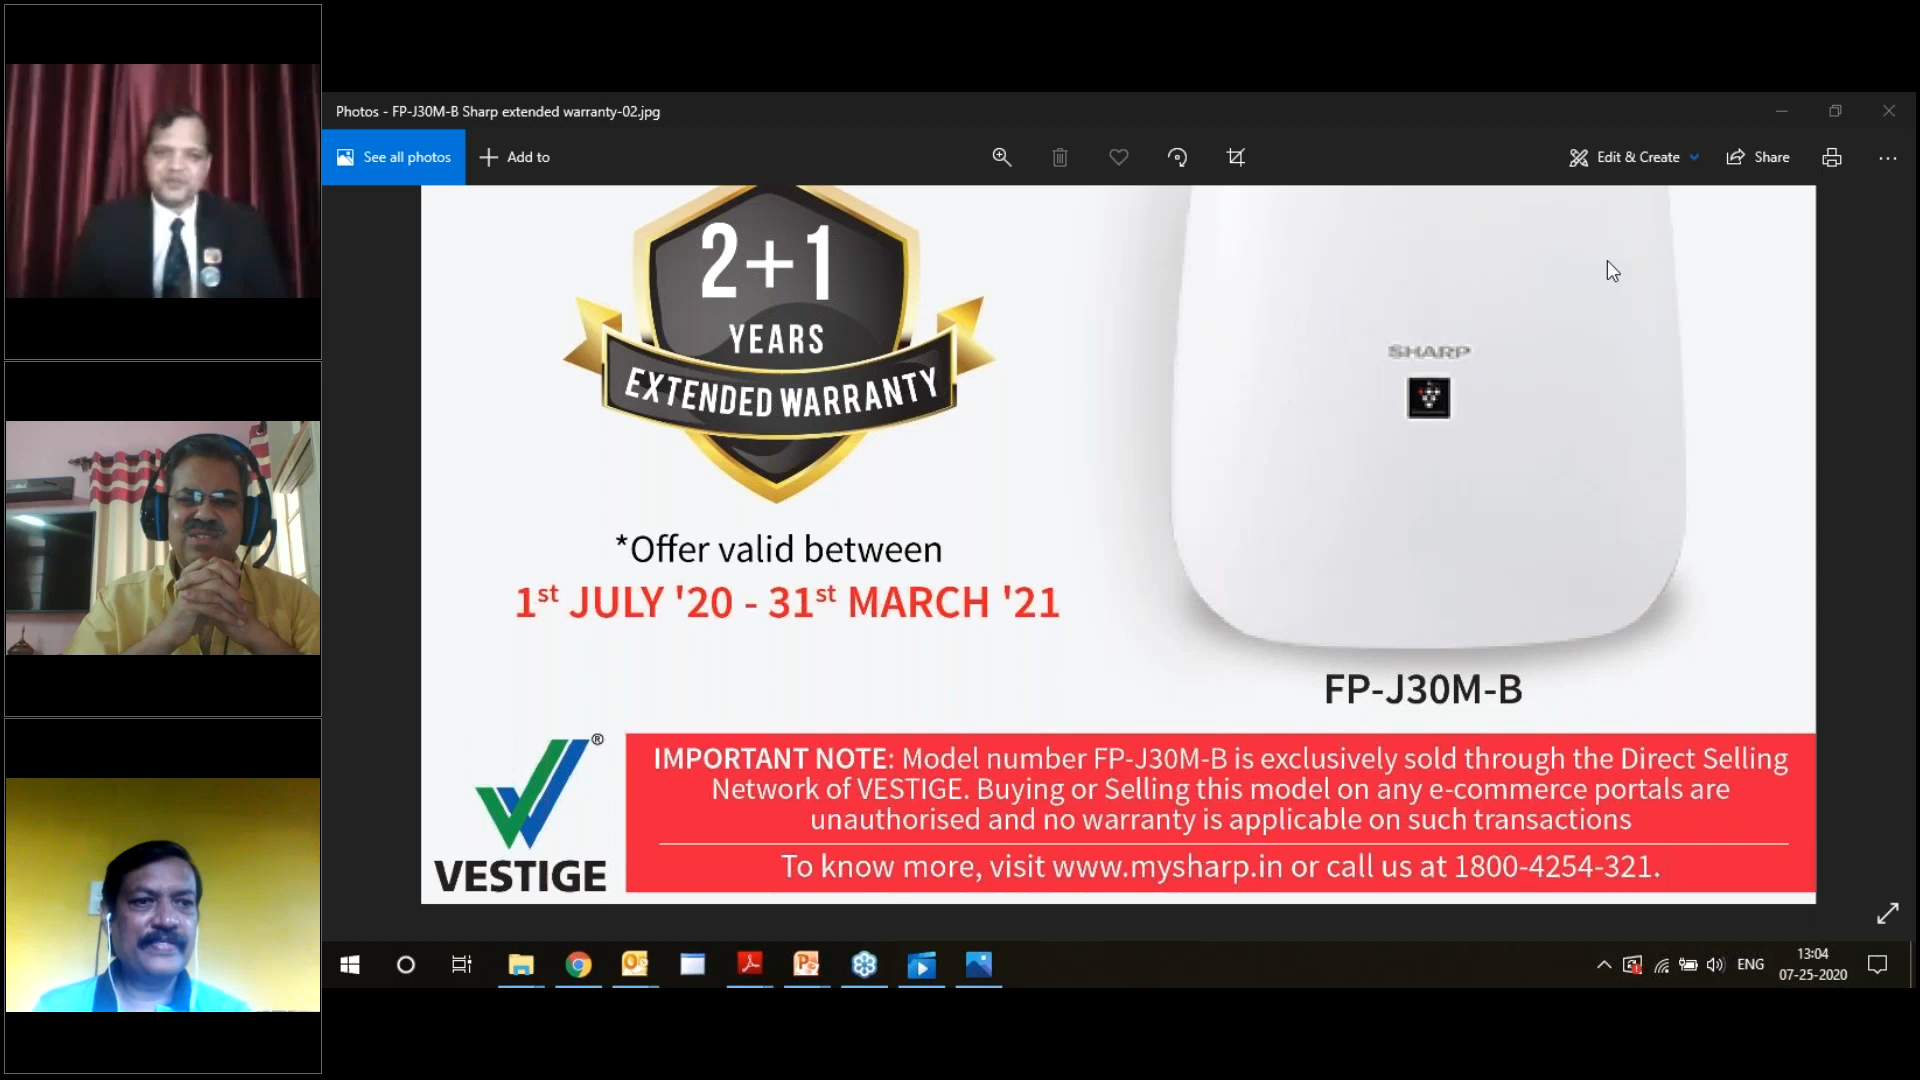 Photos - FP-J30M-B Sharp extended warranty-02.jpg
See all photos
Add to
Edit & Create
Share
2+1
YEARS
EXTENDED WARRANTY
SHARP
*Offer valid between
1st JULY '20 - 31st MARCH '21
FP-J30M-B
VESTIGE
®
IMPORTANT NOTE: Model number FP-J30M-B is exclusively sold through the Direct Selling
Network of VESTIGE. Buying or Selling this model on any e-commerce portals are
unauthorised and no warranty is applicable on such transactions
To know more, visit www.mysharp.in or call us at 1800-4254-321.
ENG
13:04
07-25-2020